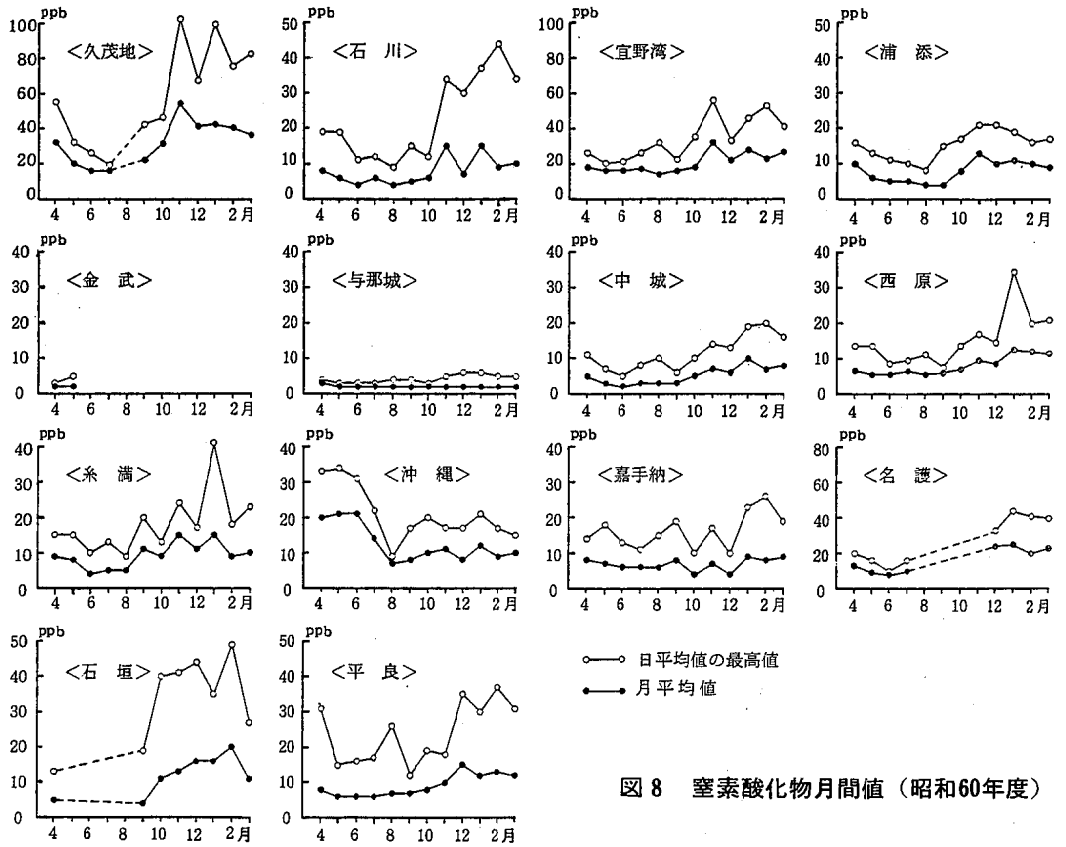 ppb ppb ppb ppb
100 50 100 50
80 40 80 40
60 30 60 30
40 20 40 20
20 10 20 10
0 0 0 0
<久茂地> <石 川> <宜野湾> <浦 添>
4 6 8 10 12 2月 4 6 8 10 12 2月 4 6 8 10 12 2月 4 6 8 10 12 2月
ppb ppb ppb ppb
40 40 40 40
30 30 30 30
20 20 20 20
10 10 10 10
0 0 0 0
<金 武> <与那城> <中 城> <西 原>
4 6 8 10 12 2月 4 6 8 10 12 2月 4 6 8 10 12 2月 4 6 8 10 12 2月
ppb ppb ppb ppb
40 40 40 80
30 30 30 60
20 20 20 40
10 10 10 20
0 0 0 0
<糸 満> <沖 縄> <嘉手納> <名 護>
4 6 8 10 12 2月 4 6 8 10 12 2月 4 6 8 10 12 2月 4 6 8 10 12 2月
ppb ppb
50 50
40 40
30 30
20 20
10 10
0 0
<石 垣> <平 良>
4 6 8 10 12 2月 4 6 8 10 12 2月
日平均値の最高値
月平均値
図8 窒素酸化物月間値(昭和60年度)